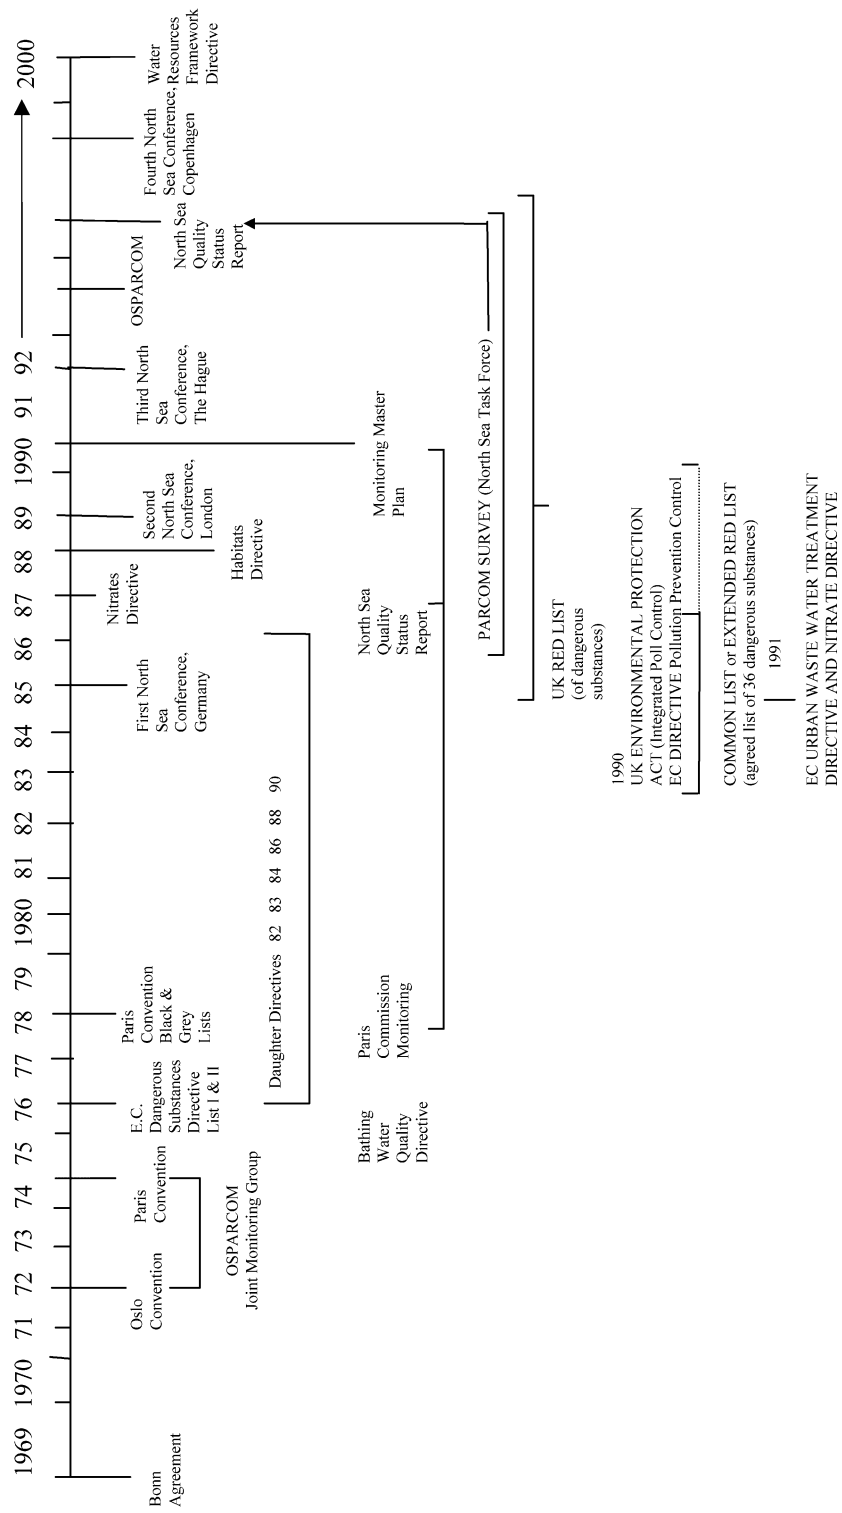 1969 1970 71 72 73 74 75 76 77 78 79 1980 81 82 83 84 85 86 87 88 89 1990 91 92 2000
Bonn
Agreement
Oslo
Convention
Paris
Convention
OSPARCOM
Joint Monitoring Group
E.C.
Dangerous
Substances
Directive
List I & II
Paris
Convention
Black &
Grey
Lists
First North
Sea
Conference,
Germany
Nitrates
Directive
Habitats
Directive
Second
North Sea
Conference,
London
Third North
Sea
Conference,
The Hague
OSPARCOM
North Sea
Quality
Status
Report
Fourth North
Sea Conference,
Copenhagen
Water
Resources
Framework
Directive
Daughter Directives 82 83 84 86 88 90
Bathing
Water
Quality
Directive
Paris
Commission
Monitoring
North Sea
Quality
Status
Report
Monitoring Master
Plan
PARCOM SURVEY (North Sea Task Force)
UK RED LIST
(of dangerous
substances)
1990
UK ENVIRONMENTAL PROTECTION
ACT (Integrated Poll Control)
EC DIRECTIVE Pollution Prevention Control
COMMON LIST or EXTENDED RED LIST
(agreed list of 36 dangerous substances)
1991
EC URBAN WASTE WATER TREATMENT
DIRECTIVE AND NITRATE DIRECTIVE